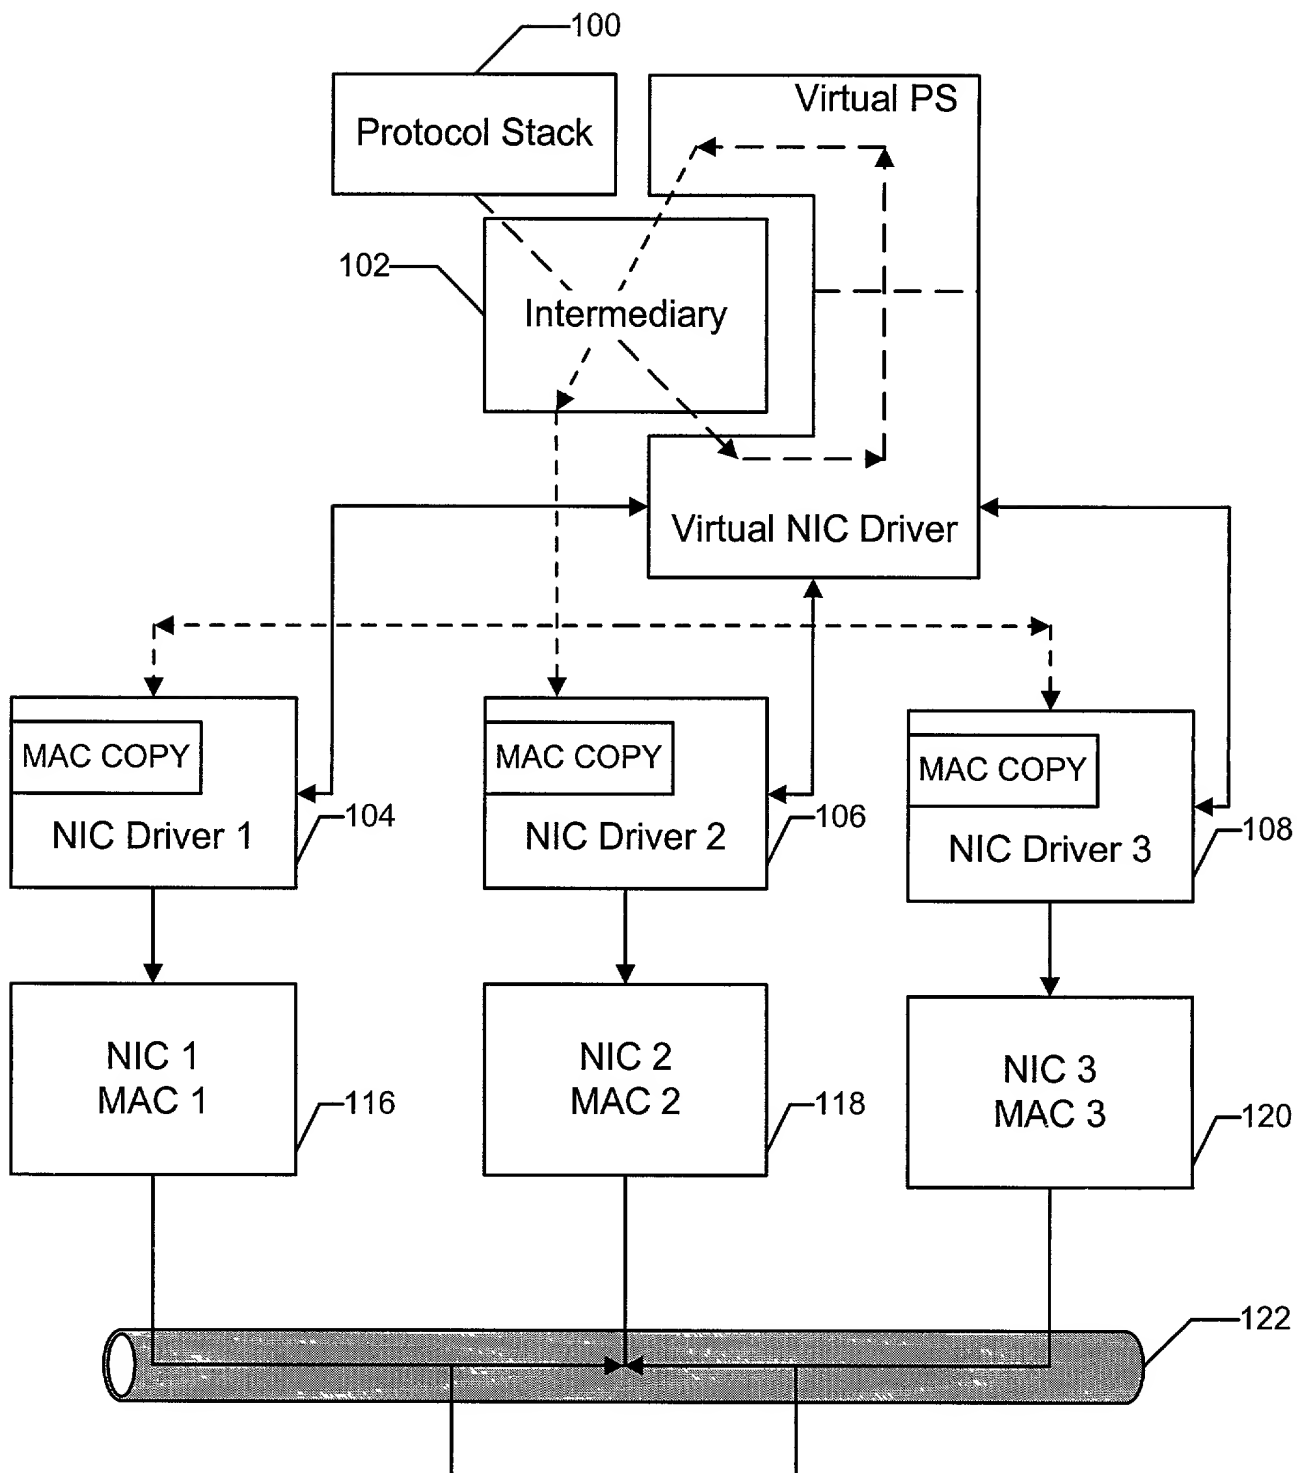 100
Protocol Stack
Virtual PS
102
Intermediary
Virtual NIC Driver
MAC COPY
NIC Driver 1
104
MAC COPY
NIC Driver 2
106
MAC COPY
NIC Driver 3
108
NIC 1
MAC 1
116
NIC 2
MAC 2
118
NIC 3
MAC 3
120
122